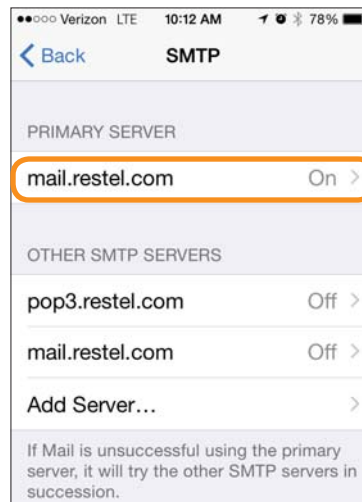 Verizon LTE 10:12 AM 78%
Back SMTP
PRIMARY SERVER
mail.restel.com On
OTHER SMTP SERVERS
pop3.restel.com Off
mail.restel.com Off
Add Server...
If Mail is unsuccessful using the primary
server, it will try the other SMTP servers in
succession.